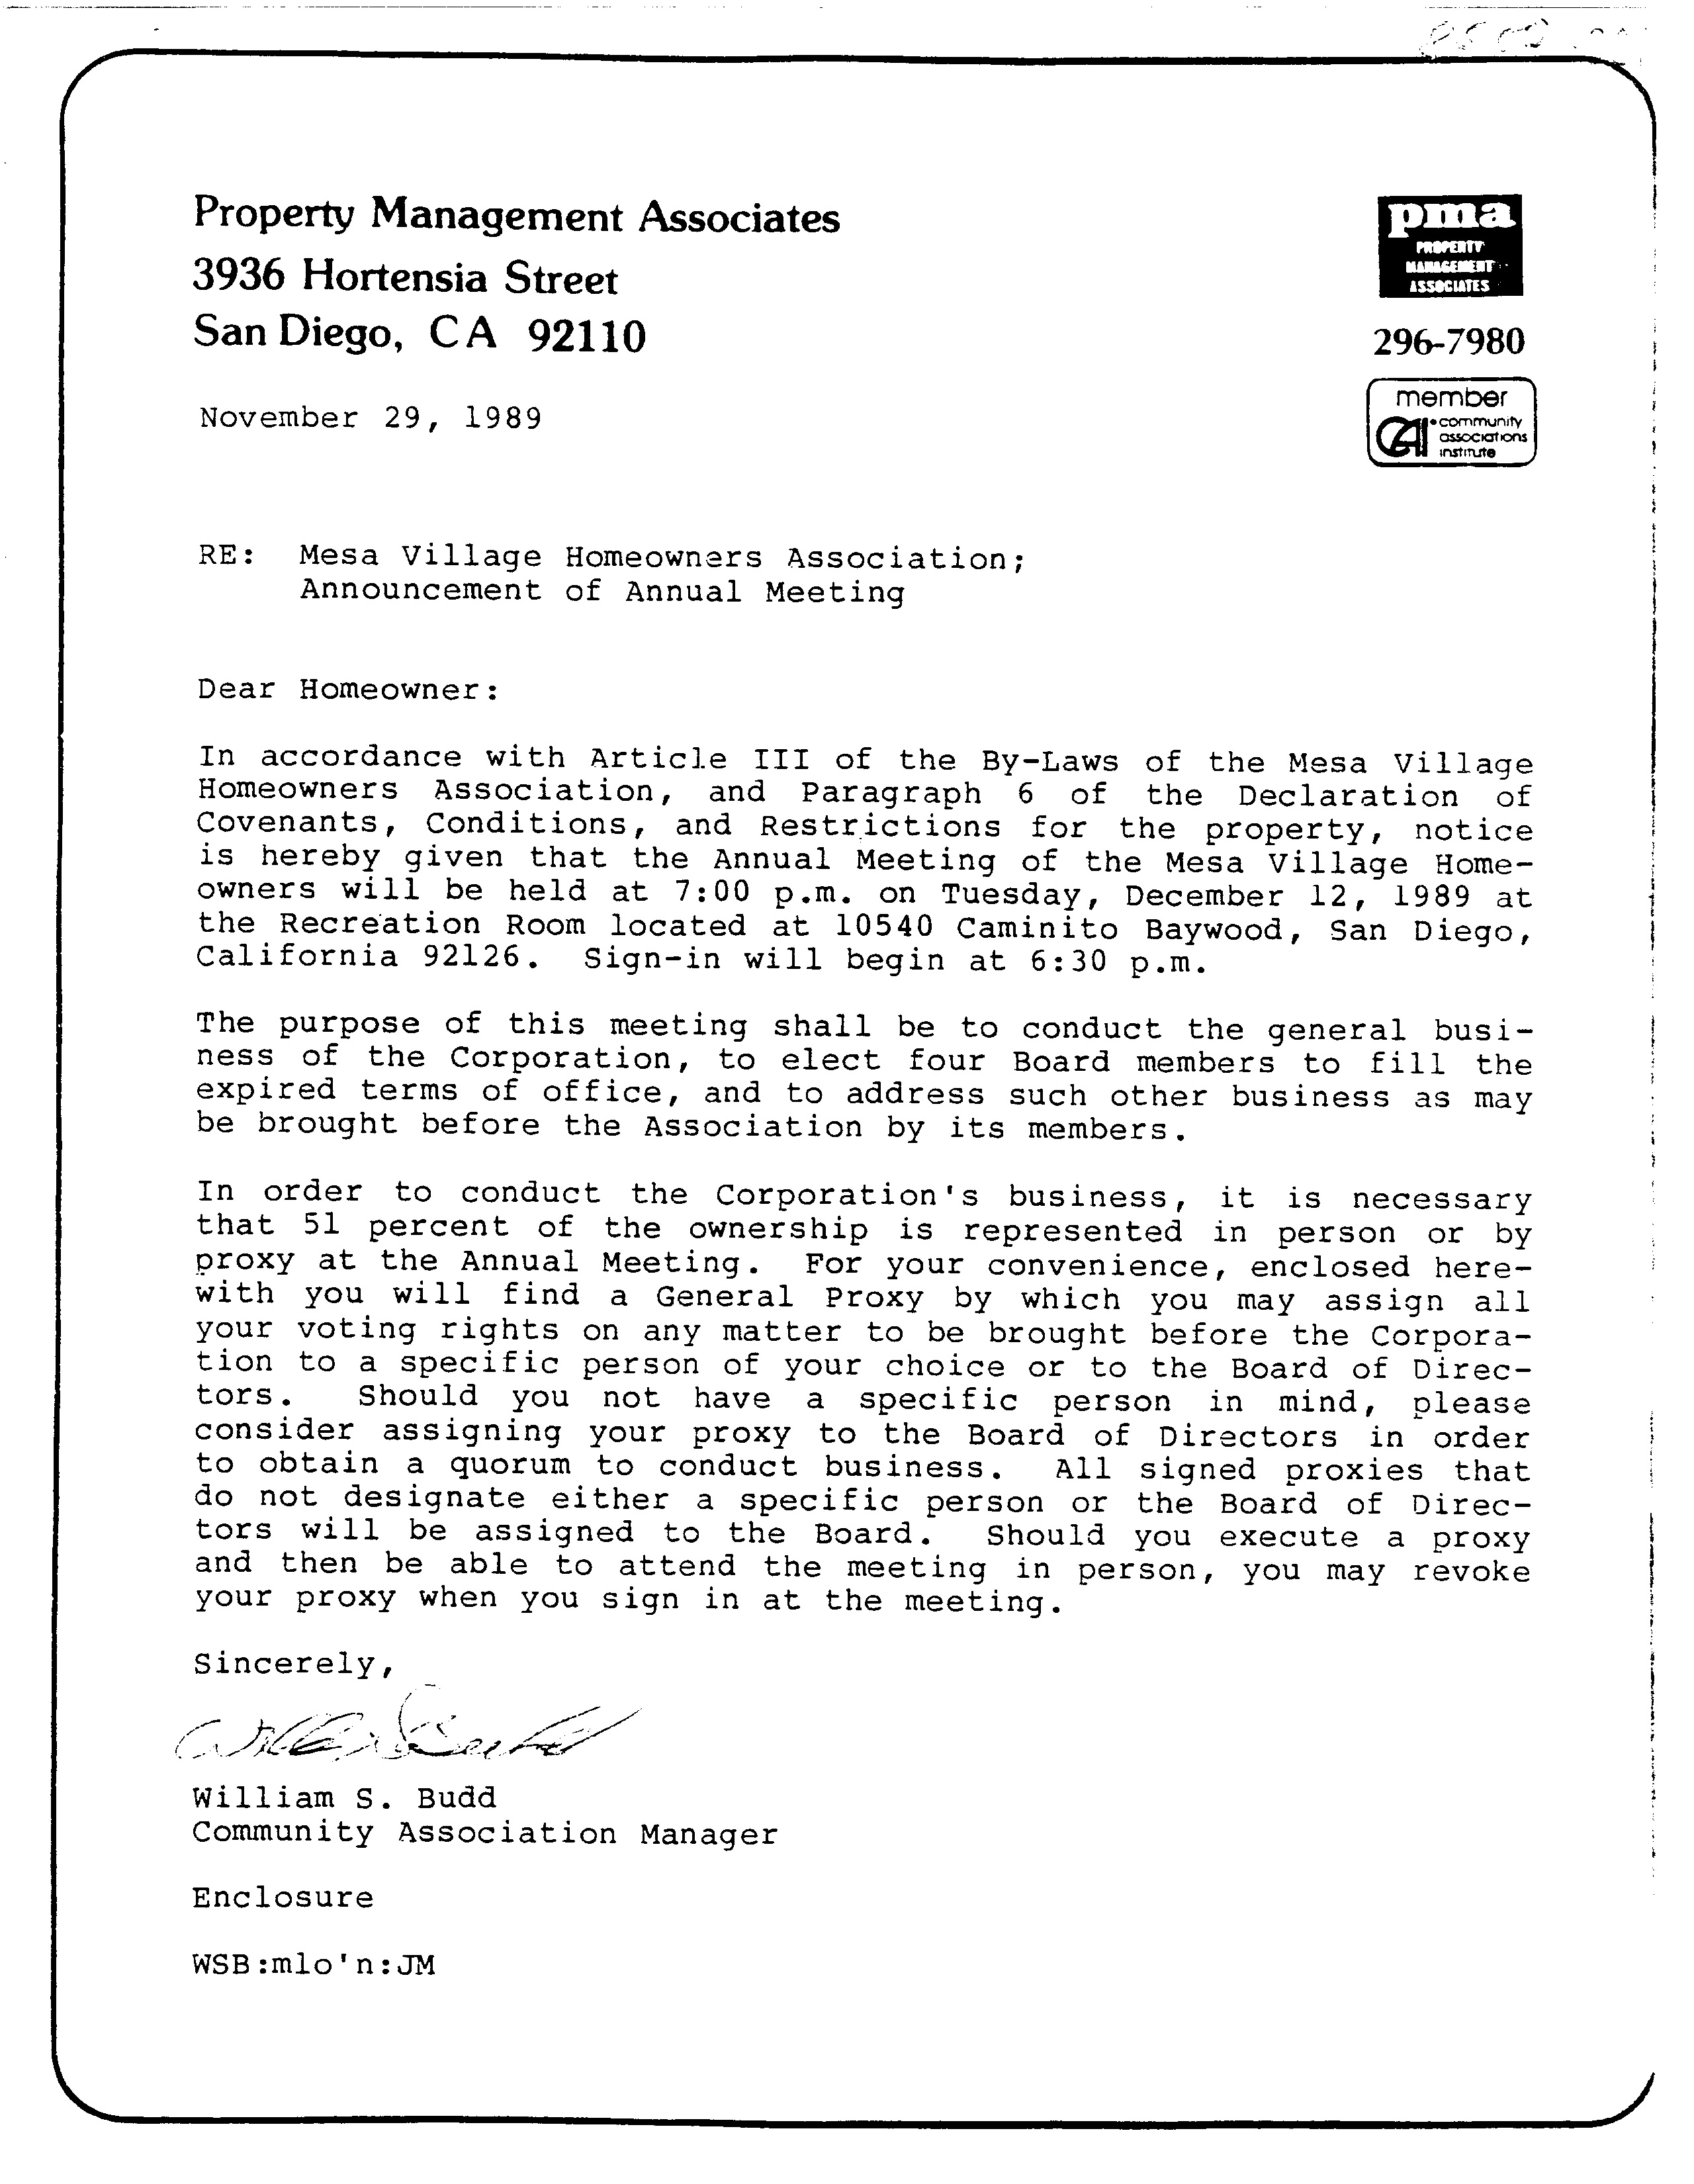 Property Management Associates
3936 Hortensia Street
San Diego, CA 92110
pma
PROPERTY
MANAGEMENT
ASSOCIATES
296-7980
member
CAI community
associations
institute
November 29, 1989
RE: Mesa Village Homeowners Association;
Announcement of Annual Meeting
Dear Homeowner:
In accordance with Article III of the By-Laws of the Mesa Village
Homeowners Association, and Paragraph 6 of the Declaration of
Covenants, Conditions, and Restrictions for the property, notice
is hereby given that the Annual Meeting of the Mesa Village Home-
owners will be held at 7:00 p.m. on Tuesday, December 12, 1989 at
the Recreation Room located at 10540 Caminito Baywood, San Diego,
California 92126. Sign-in will begin at 6:30 p.m.
The purpose of this meeting shall be to conduct the general busi-
ness of the Corporation, to elect four Board members to fill the
expired terms of office, and to address such other business as may
be brought before the Association by its members.
In order to conduct the Corporation's business, it is necessary
that 51 percent of the ownership is represented in person or by
proxy at the Annual Meeting. For your convenience, enclosed here-
with you will find a General Proxy by which you may assign all
your voting rights on any matter to be brought before the Corpora-
tion to a specific person of your choice or to the Board of Direc-
tors. Should you not have a specific person in mind, please
consider assigning your proxy to the Board of Directors in order
to obtain a quorum to conduct business. All signed proxies that
do not designate either a specific person or the Board of Direc-
tors will be assigned to the Board. Should you execute a proxy
and then be able to attend the meeting in person, you may revoke
your proxy when you sign in at the meeting.
Sincerely,
William S. Budd
Community Association Manager
Enclosure
WSB:mlo'n:JM